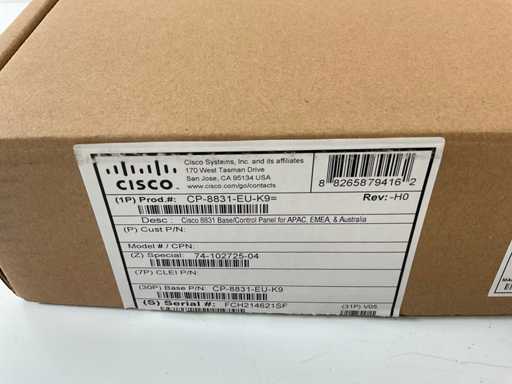 CISCO
Cisco Systems, Inc. and its affiliates
170 West Tasman Drive
San Jose, CA 95134 USA
www.cisco.com/go/contacts
8 82658 79416 2
(1P) Prod.#: CP-8831-EU-K9=
Rev: -H0
Desc : Cisco 8831 Base/Control Panel for APAC, EMEA, & Australia
(P) Cust P/N:
Model # / CPN:
(Z) Special: 74-102725-04
(7P) CLEI P/N:
(30P) Base P/N: CP-8831-EU-K9
(S) Serial #: FCH214621SF
(31P) V05